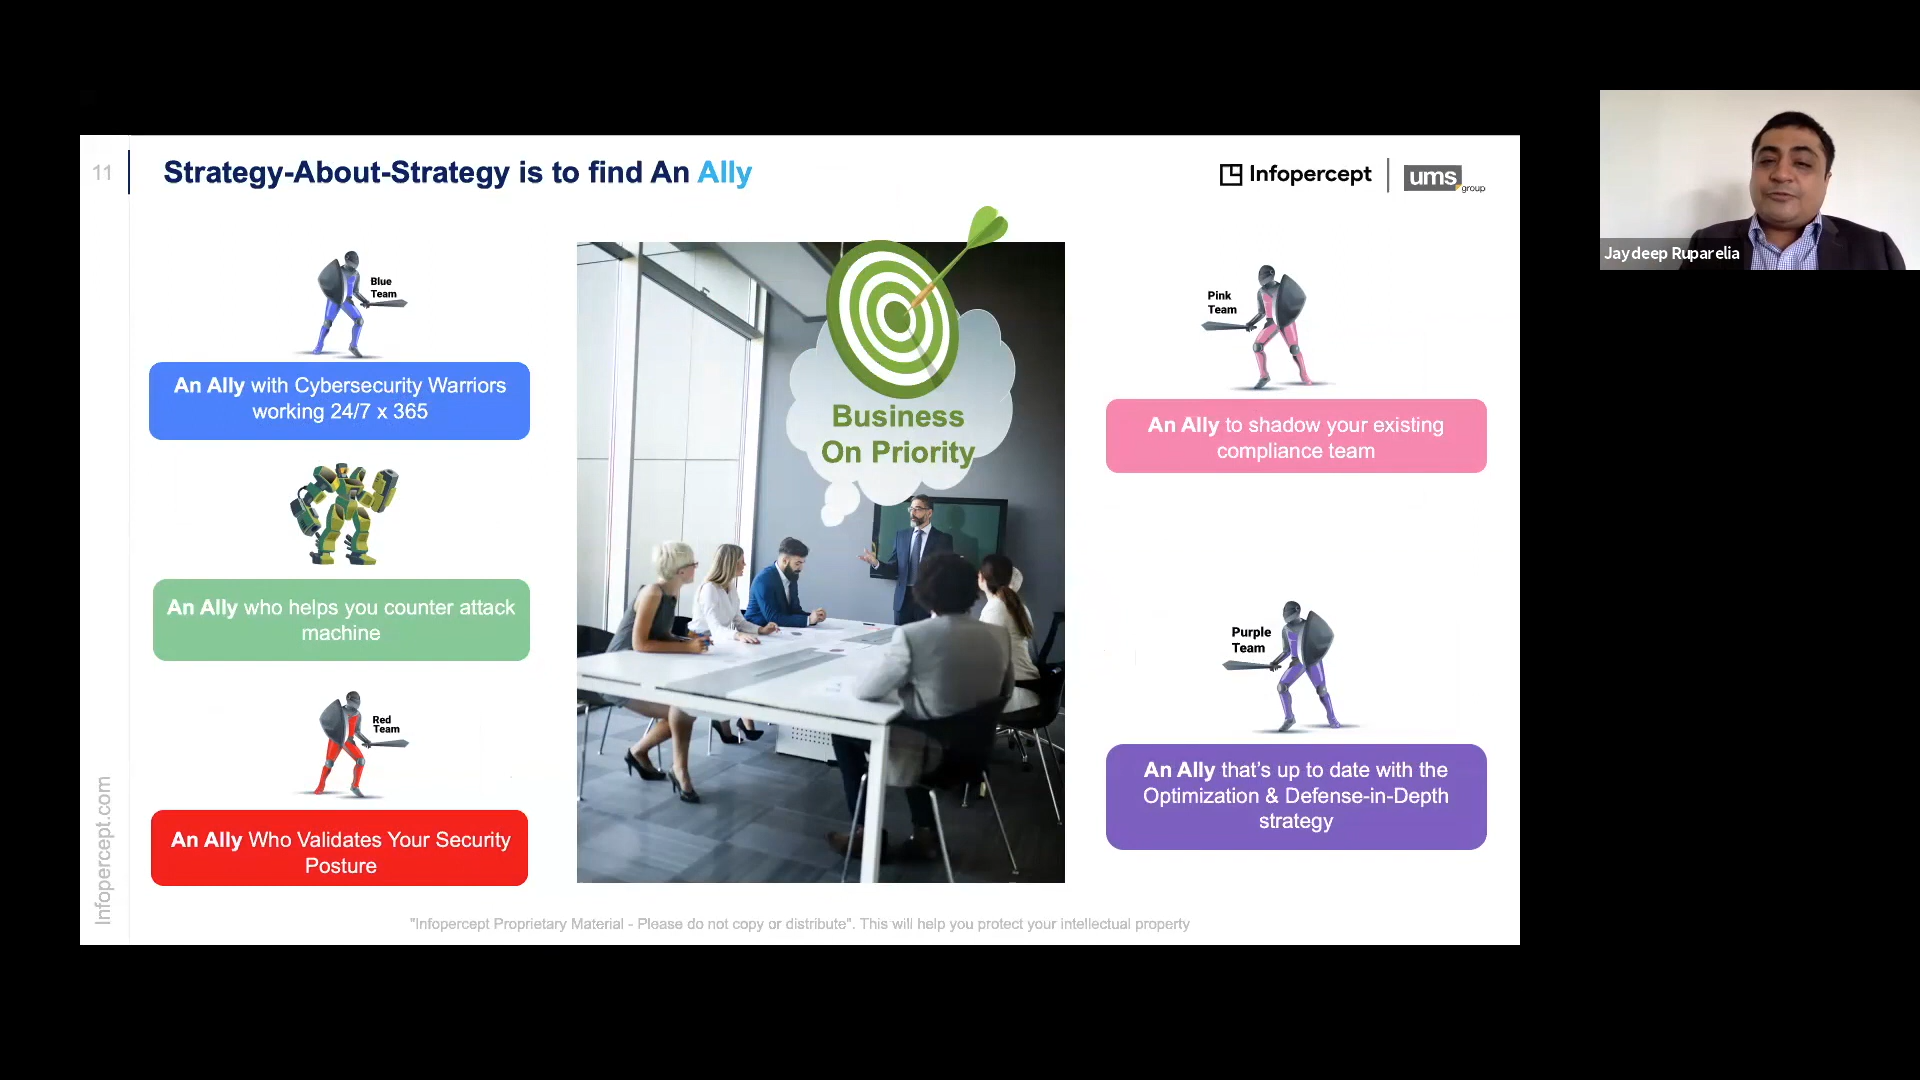 11
Strategy-About-Strategy is to find An Ally
Infopercept
ums
group
Blue
Team
An Ally with Cybersecurity Warriors
working 24/7 x 365
An Ally who helps you counter attack
machine
Red
Team
An Ally Who Validates Your Security
Posture
Business
On Priority
Pink
Team
An Ally to shadow your existing
compliance team
Purple
Team
An Ally that's up to date with the
Optimization & Defense-in-Depth
strategy
Infopercept.com
"Infopercept Proprietary Material - Please do not copy or distribute". This will help you protect your intellectual property
Jaydeep Ruparelia